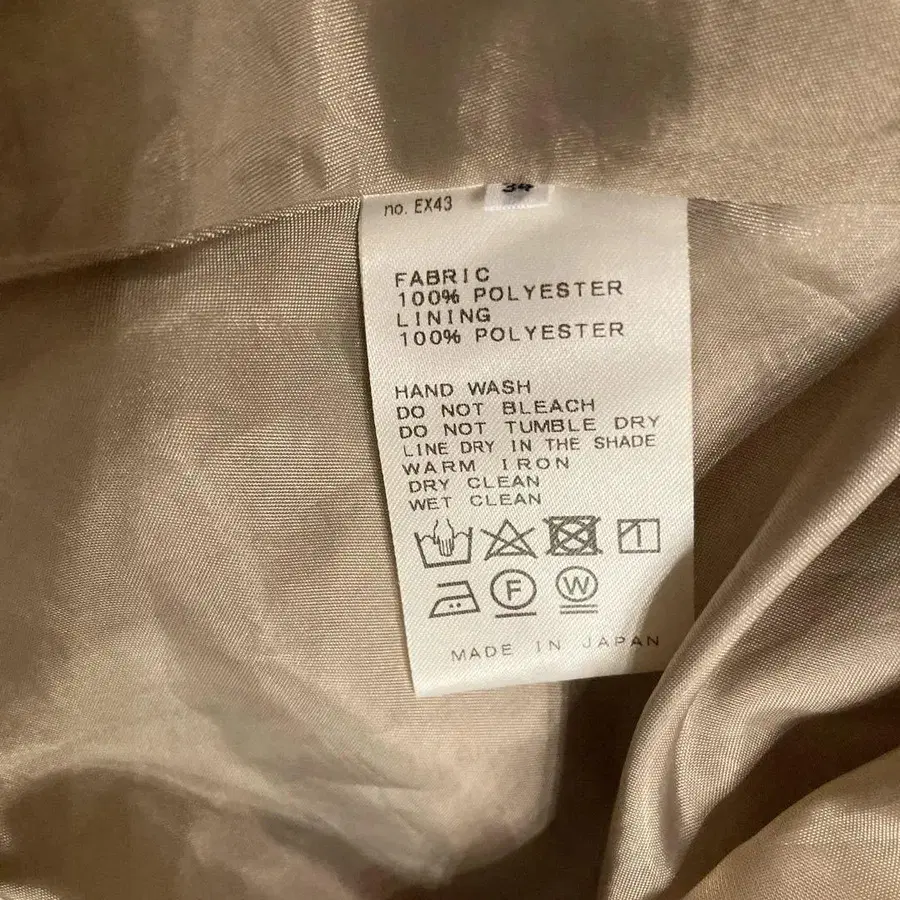 no. EX43
34
FABRIC
100% POLYESTER
LINING
100% POLYESTER
HAND WASH
DO NOT BLEACH
DO NOT TUMBLE DRY
LINE DRY IN THE SHADE
WARM IRON
DRY CLEAN
WET CLEAN
F W
MADE IN JAPAN